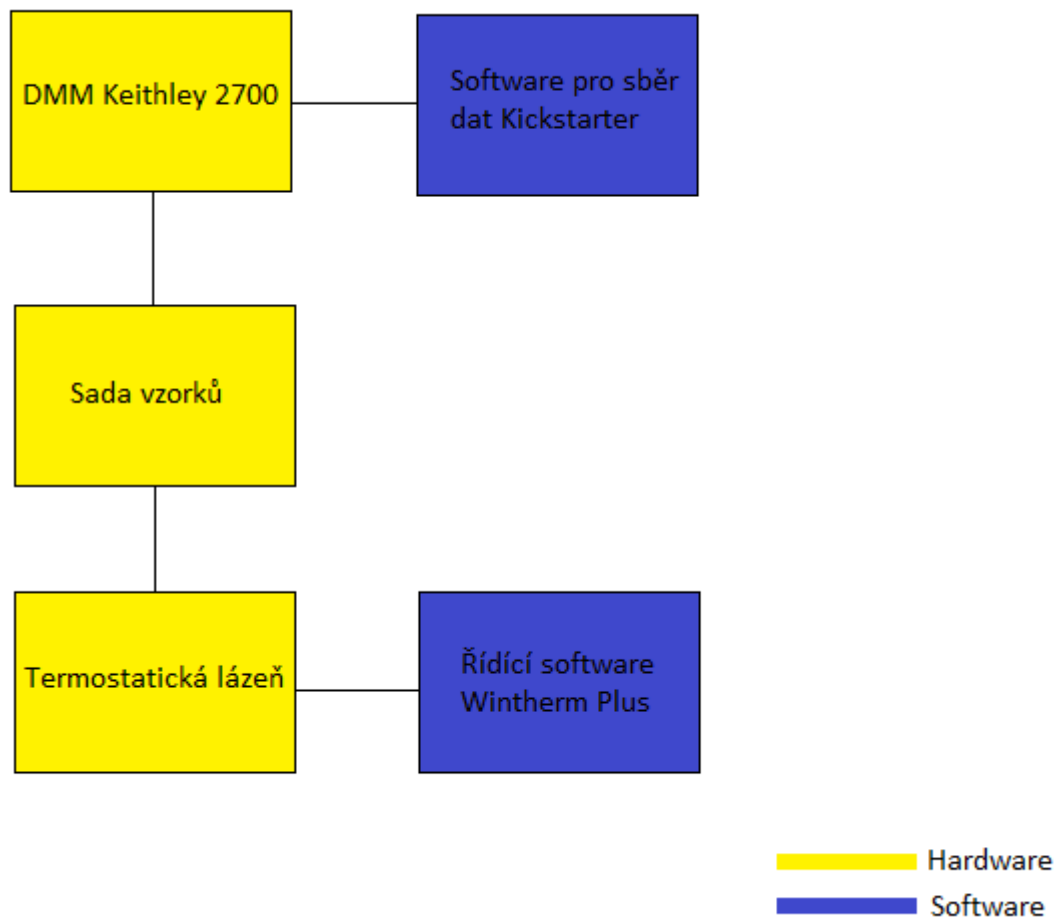 DMM Keithley 2700
Software pro sběr
dat Kickstarter
Sada vzorků
Termostatická lázeň
Řídící software
Wintherm Plus
Hardware
Software